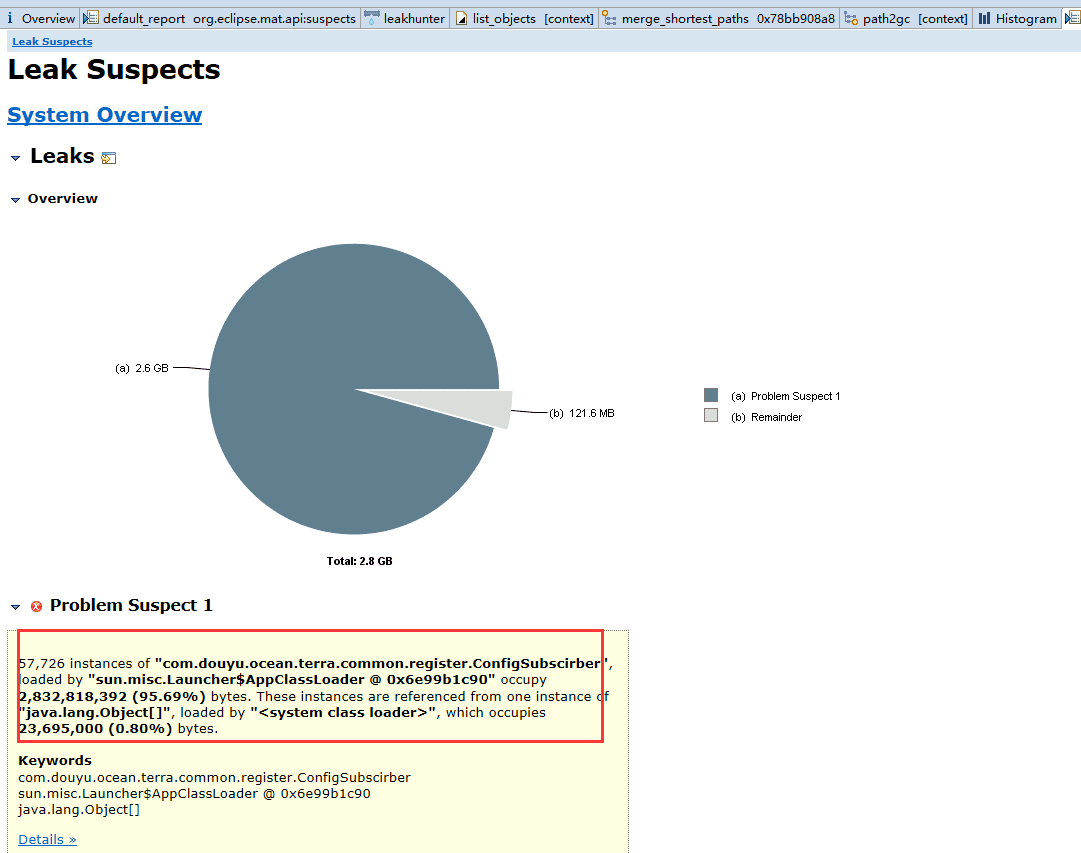 Overview default_report org.eclipse.mat.api:suspects leakhunter list_objects [context] merge_shortest_paths 0x78bb908a8 path2gc [context] Histogram
Leak Suspects
Leak Suspects
System Overview
Leaks
Overview
(a) 2.6 GB
(b) 121.6 MB
(a) Problem Suspect 1
(b) Remainder
Total: 2.8 GB
Problem Suspect 1
57,726 instances of "com.douyu.ocean.terra.common.register.ConfigSubscirber",
loaded by "sun.misc.Launcher$AppClassLoader @ 0x6e99b1c90" occupy
2,832,818,392 (95.69%) bytes. These instances are referenced from one instance of
"java.lang.Object[]", loaded by "<system class loader>", which occupies
23,695,000 (0.80%) bytes.
Keywords
com.douyu.ocean.terra.common.register.ConfigSubscirber
sun.misc.Launcher$AppClassLoader @ 0x6e99b1c90
java.lang.Object[]
Details »